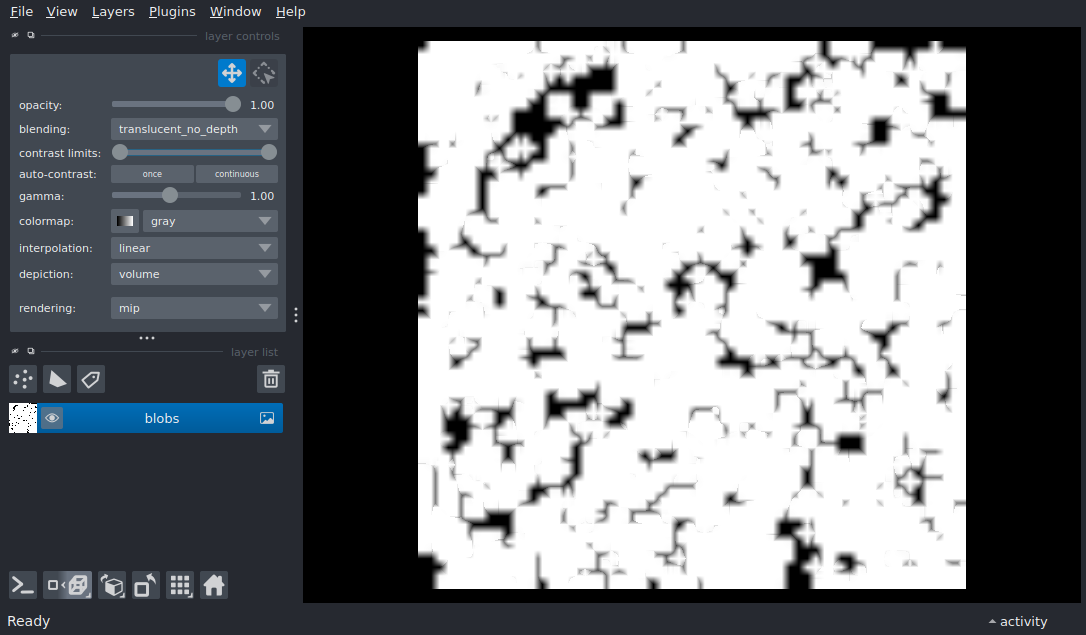 File View Layers Plugins Window Help
layer controls
opacity: 1.00
blending: translucent_no_depth
contrast limits:
auto-contrast: once continuous
gamma: 1.00
colormap: gray
interpolation: linear
depiction: volume
rendering: mip
layer list
blobs
Ready activity